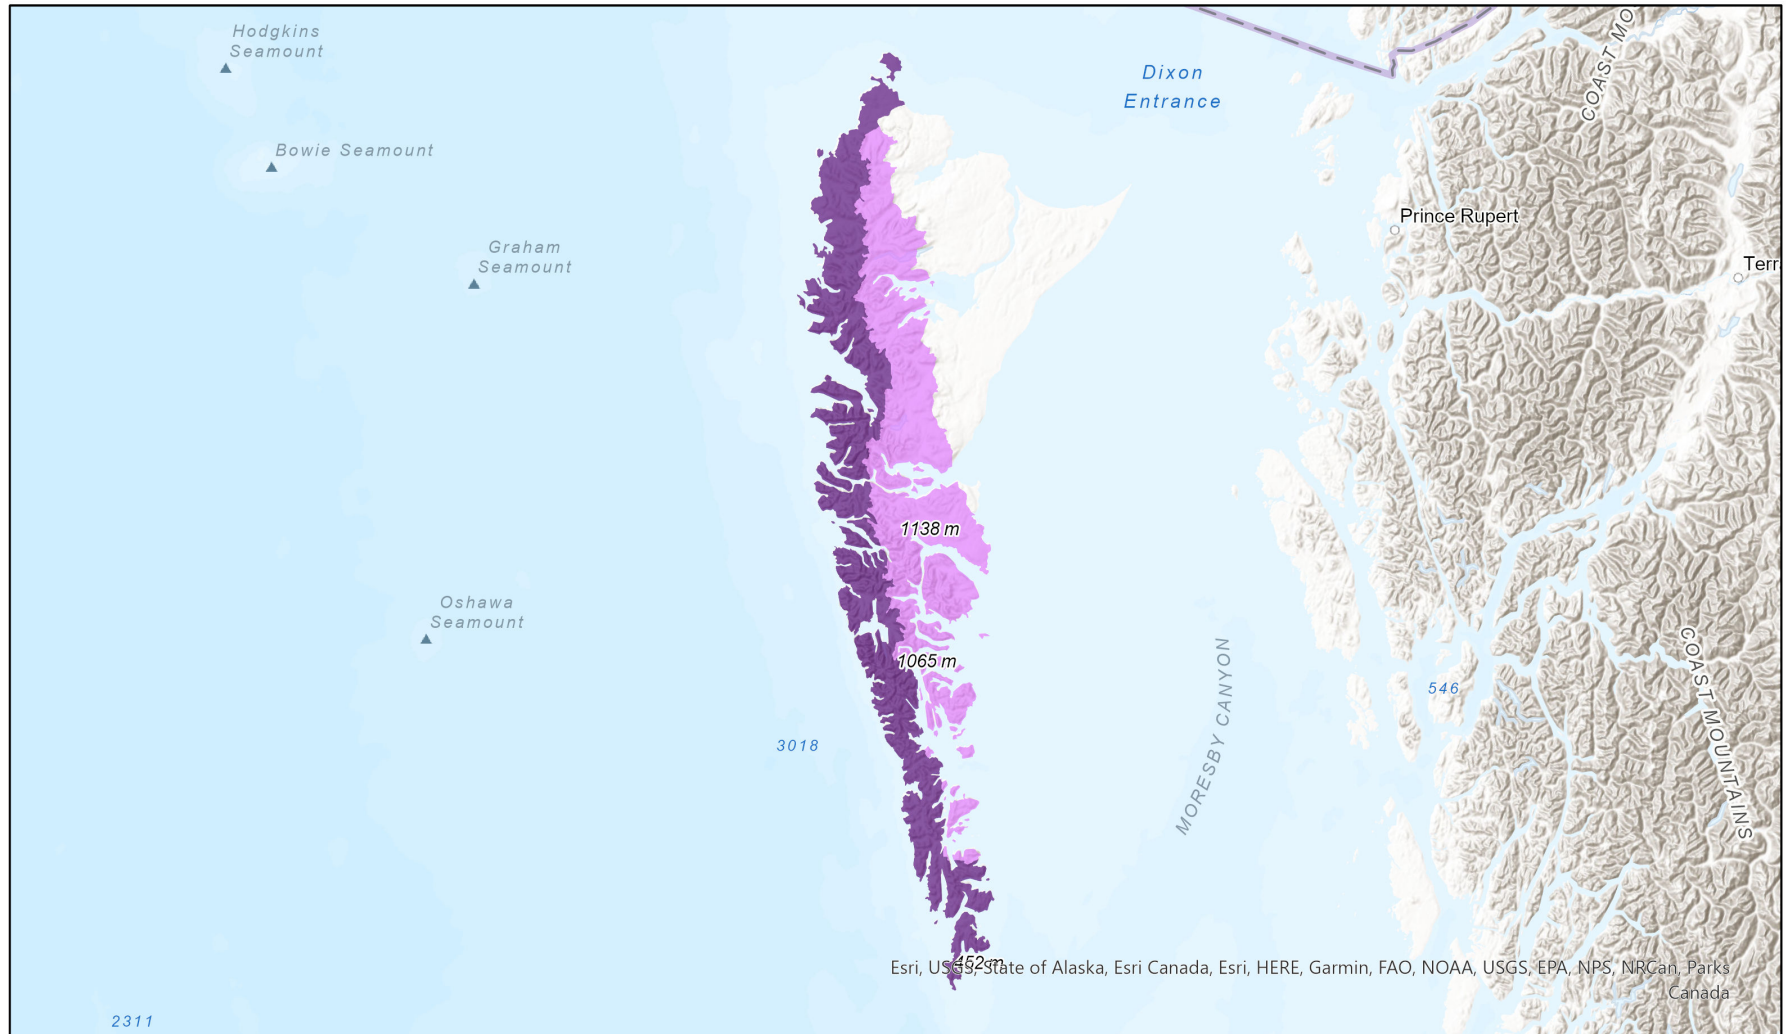 Hodgkins
Seamount
Bowie Seamount
Graham
Seamount
Oshawa
Seamount
Dixon
Entrance
COAST MO
Prince Rupert
Terr
1138 m
1065 m
546
3018
MORESBY CANYON
COAST MOUNTAINS
452 m
Esri, USGS, State of Alaska, Esri Canada, Esri, HERE, Garmin, FAO, NOAA, USGS, EPA, NPS, NRCan, Parks
Canada
2311